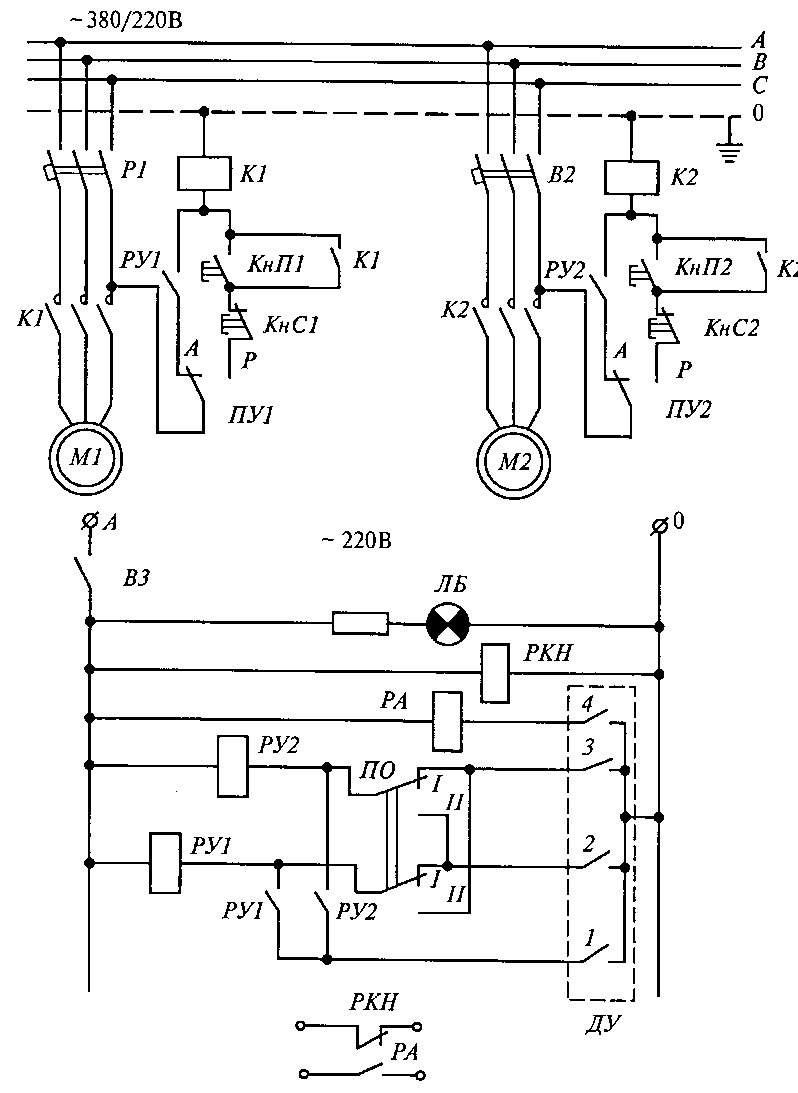 ~ 380/220В
A
B
C
0
P1
K1
B2
K2
РУ1
КнП1
K1
РУ2
КнП2
K2
K1
КнС1
K2
КнС2
A
P
A
P
ПУ1
ПУ2
M1
M2
A
0
~ 220В
B3
ЛБ
РКН
РА
4
РУ2
ПО
I
II
3
РУ1
I
II
2
РУ1
РУ2
1
ДУ
РКН
РА